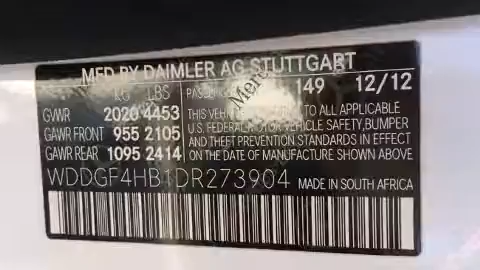 MFD BY DAIMLER AG STUTTGART
KG LBS 149 12/12
GVWR 2020 4453
GAWR FRONT 955 2105
GAWR REAR 1095 2414
THIS VEHICLE TO ALL APPLICABLE
U.S. FEDERAL MOTOR VEHICLE SAFETY, BUMPER
AND THEFT PREVENTION STANDARDS IN EFFECT
ON THE DATE OF MANUFACTURE SHOWN ABOVE
WDDGF4HB1DR273904 MADE IN SOUTH AFRICA